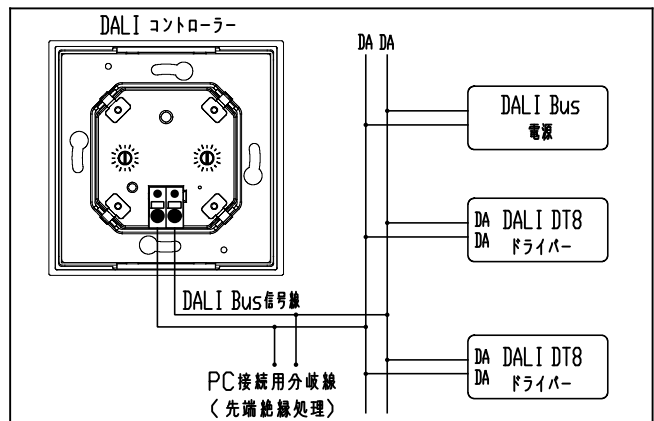 DALI コントローラー
DA DA
DALI Bus
電源
DA DALI DT8
DA ドライバー
DALI Bus信号線
PC接続用分岐線
(先端絶縁処理)
DA DALI DT8
DA ドライバー